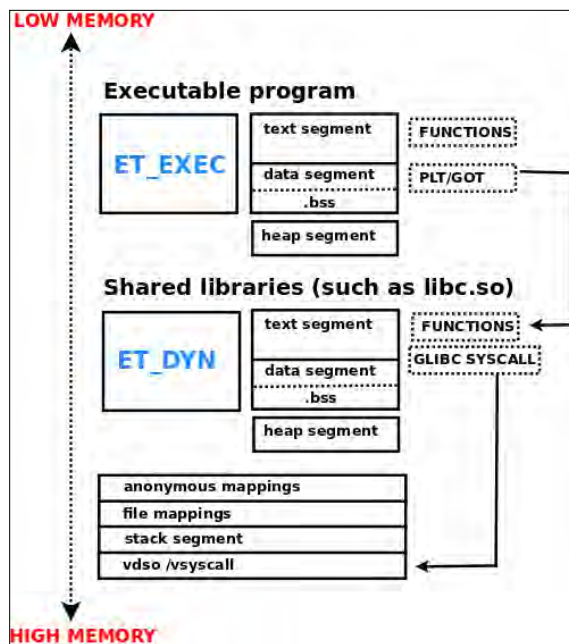 LOW MEMORY
Executable program
ET_EXEC
text segment
FUNCTIONS
data segment
PLT/GOT
.bss
heap segment
Shared libraries (such as libc.so)
ET_DYN
text segment
FUNCTIONS
GLIBC SYSCALL
data segment
.bss
heap segment
anonymous mappings
file mappings
stack segment
vdso /vsyscall
HIGH MEMORY